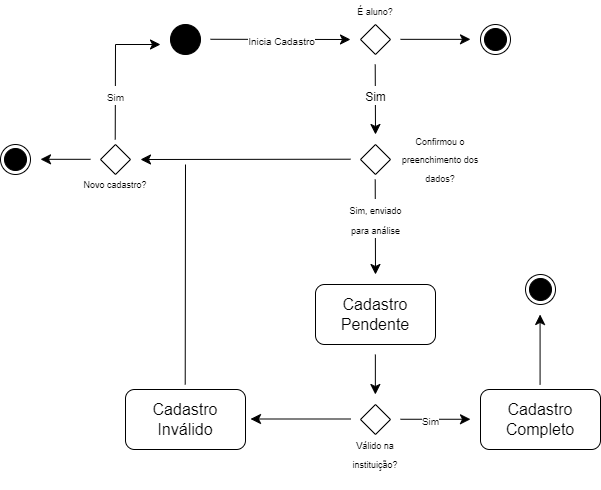 É aluno?
Inicia Cadastro
Sim
Sim
Confirmou o
preenchimento dos
dados?
Novo cadastro?
Sim, enviado
para análise
Cadastro
Pendente
Cadastro
Inválido
Sim
Cadastro
Completo
Válido na
instituição?